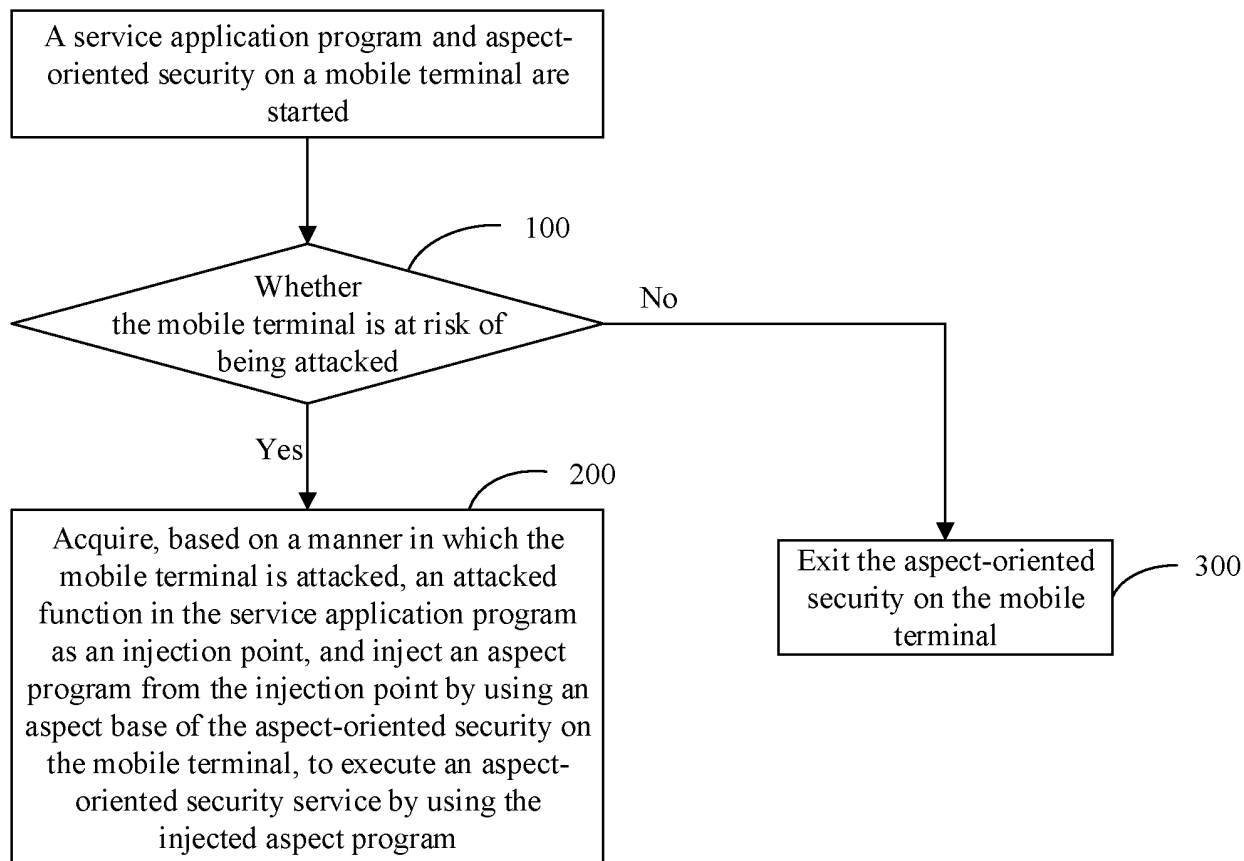 A service application program and aspect-
oriented security on a mobile terminal are
started
100
Whether
the mobile terminal is at risk of
being attacked
No
Yes
200
Acquire, based on a manner in which the
mobile terminal is attacked, an attacked
function in the service application program
as an injection point, and inject an aspect
program from the injection point by using an
aspect base of the aspect-oriented security on
the mobile terminal, to execute an aspect-
oriented security service by using the
injected aspect program
Exit the aspect-oriented
security on the mobile
terminal
300